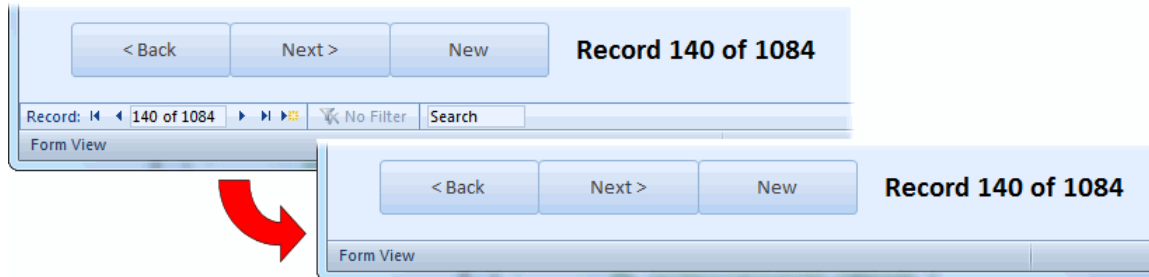 < Back Next > New Record 140 of 1084
Record: 140 of 1084 No Filter Search
Form View
< Back Next > New Record 140 of 1084
Form View